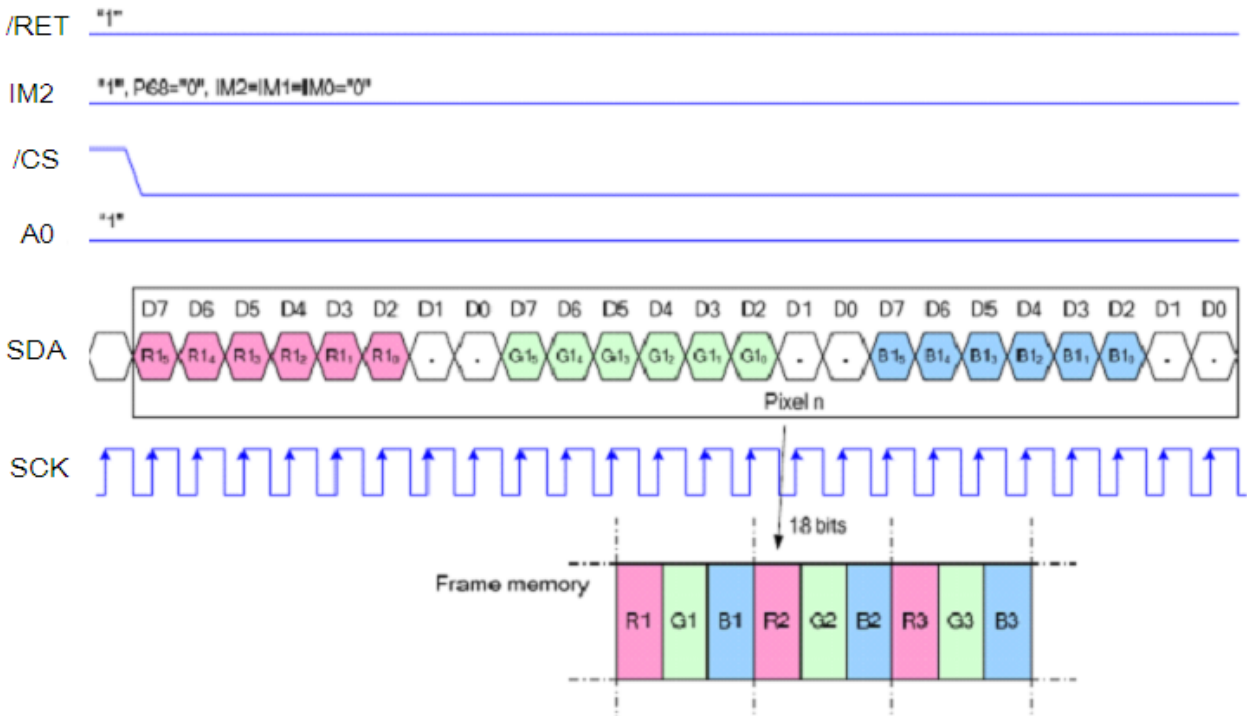 /RET "1"
IM2 "1", P68="0", IM2=IM1=IM0="0"
/CS
A0 "1"
D7 D6 D5 D4 D3 D2 D1 D0 D7 D6 D5 D4 D3 D2 D1 D0 D7 D6 D5 D4 D3 D2 D1 D0
SDA R15 R14 R13 R12 R11 R10 - - G15 G14 G13 G12 G11 G10 - - B15 B14 B13 B12 B11 B10 - -
Pixel n
SCK
18 bits
Frame memory
R1 G1 B1 R2 G2 B2 R3 G3 B3